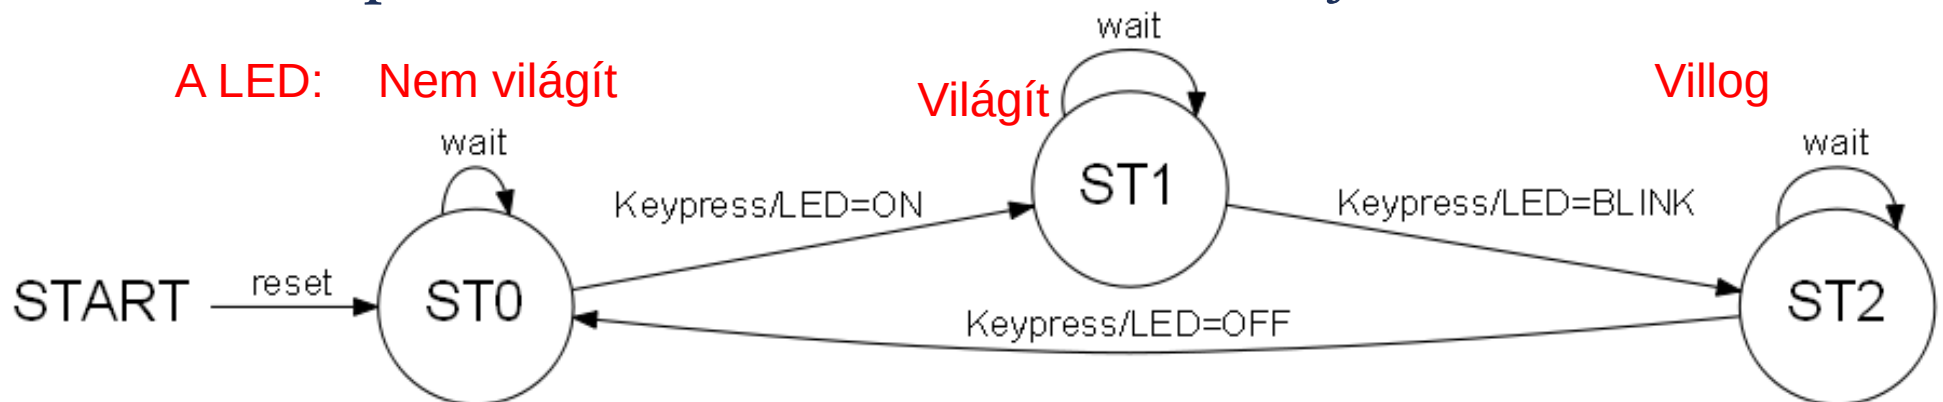 wait
A LED: Nem világít
Világít
Villog
wait
wait
Keypress/LED=ON
ST1
Keypress/LED=BLINK
START
reset
ST0
Keypress/LED=OFF
ST2